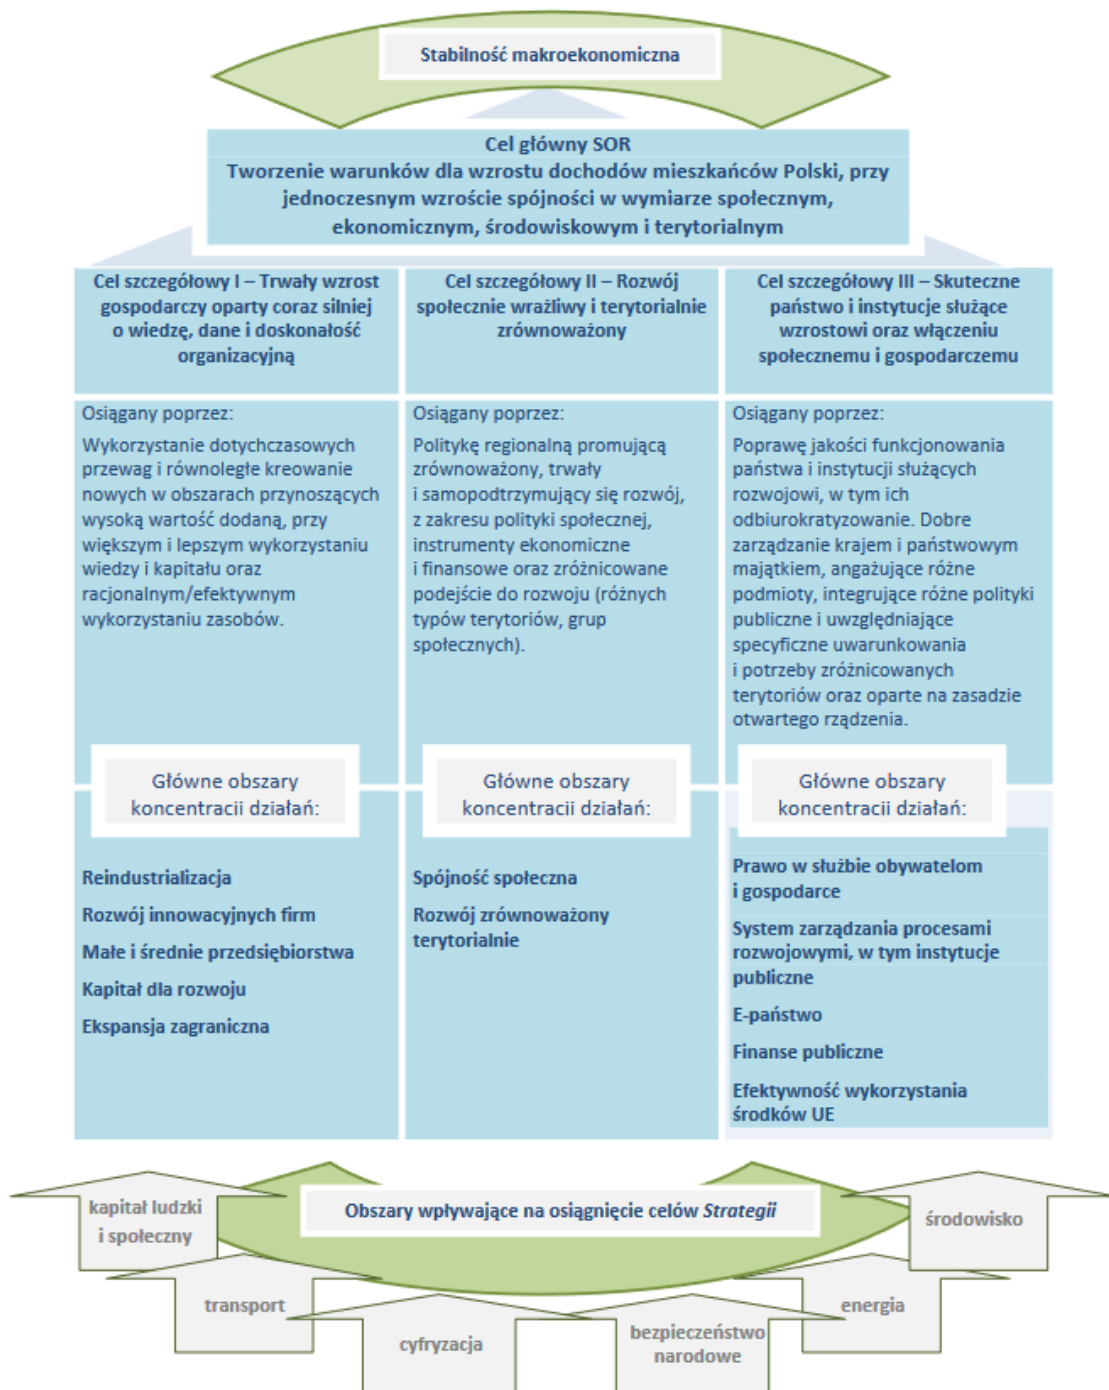 Stabilność makroekonomiczna
Cel główny SOR
Tworzenie warunków dla wzrostu dochodów mieszkańców Polski, przy
jednoczesnym wzroście spójności w wymiarze społecznym,
ekonomicznym, środowiskowym i terytorialnym
Cel szczegółowy I – Trwały wzrost
gospodarczy oparty coraz silniej
o wiedzę, dane i doskonałość
organizacyjną
Osiągany poprzez:
Wykorzystanie dotychczasowych
przewag i równoległe kreowanie
nowych w obszarach przynoszących
wysoką wartość dodaną, przy
większym i lepszym wykorzystaniu
wiedzy i kapitału oraz
racjonalnym/efektywnym
wykorzystaniu zasobów.
Główne obszary
koncentracji działań:
Reindustrializacja
Rozwój innowacyjnych firm
Małe i średnie przedsiębiorstwa
Kapitał dla rozwoju
Ekspansja zagraniczna
Cel szczegółowy II – Rozwój
społecznie wrażliwy i terytorialnie
zrównoważony
Osiągany poprzez:
Politykę regionalną promującą
zrównoważony, trwały
i samopodtrzymujący się rozwój,
z zakresu polityki społecznej,
instrumenty ekonomiczne
i finansowe oraz zróżnicowane
podejście do rozwoju (różnych
typów terytoriów, grup
społecznych).
Główne obszary
koncentracji działań:
Spójność społeczna
Rozwój zrównoważony
terytorialnie
Cel szczegółowy III – Skuteczne
państwo i instytucje służące
wzrostowi oraz włączeniu
społecznemu i gospodarczemu
Osiągany poprzez:
Poprawę jakości funkcjonowania
państwa i instytucji służących
rozwojowi, w tym ich
odbiurokratyzowanie. Dobre
zarządzanie krajem i państwowym
majątkiem, angażujące różne
podmioty, integrujące różne polityki
publiczne i uwzględniające
specyficzne uwarunkowania
i potrzeby zróżnicowanych
terytoriów oraz oparte na zasadzie
otwartego rządzenia.
Główne obszary
koncentracji działań:
Prawo w służbie obywatelom
i gospodarce
System zarządzania procesami
rozwojowymi, w tym instytucje
publiczne
E-państwo
Finanse publiczne
Efektywność wykorzystania
środków UE
Obszary wpływające na osiągnięcie celów Strategii
kapitał ludzki
i społeczny
transport
cyfryzacja
bezpieczeństwo
narodowe
energia
środowisko